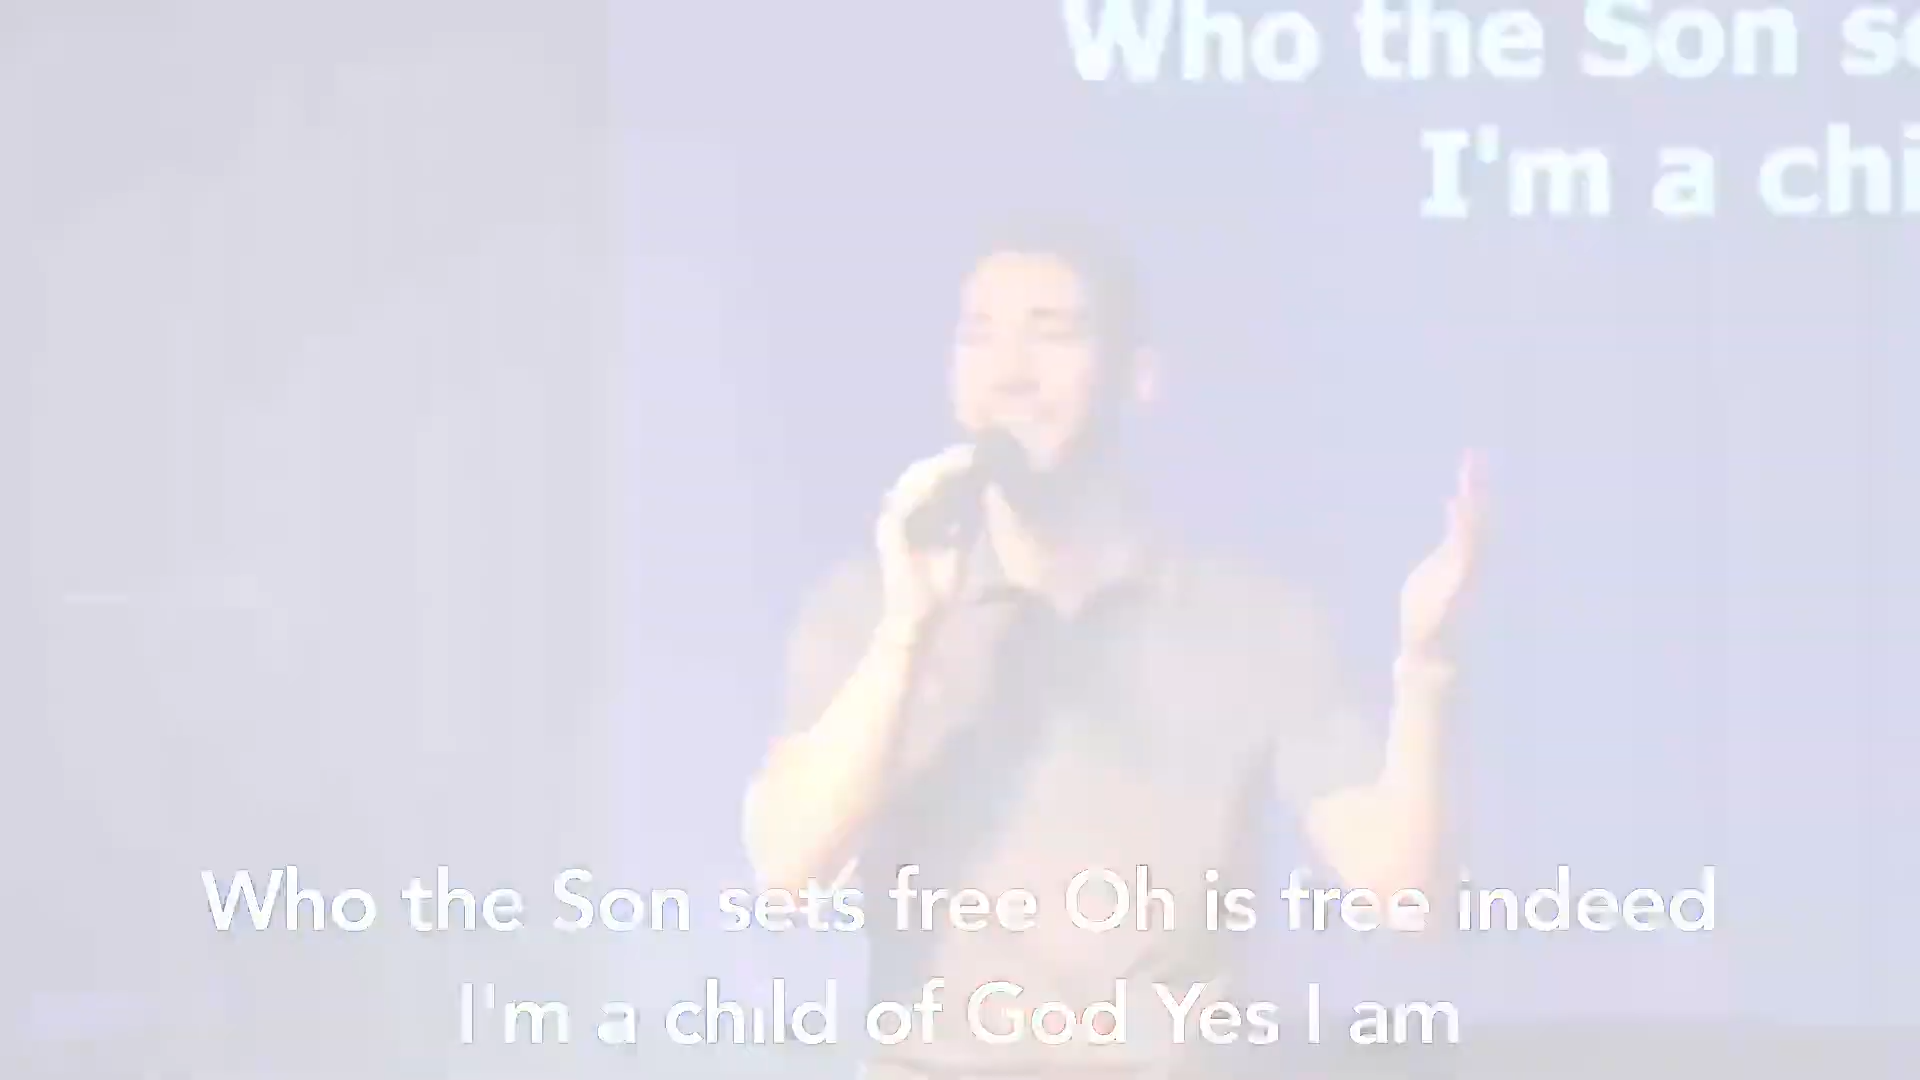 Who the Son se
I'm a chi
Who the Son sets free Oh is free indeed
I'm a child of God Yes I am